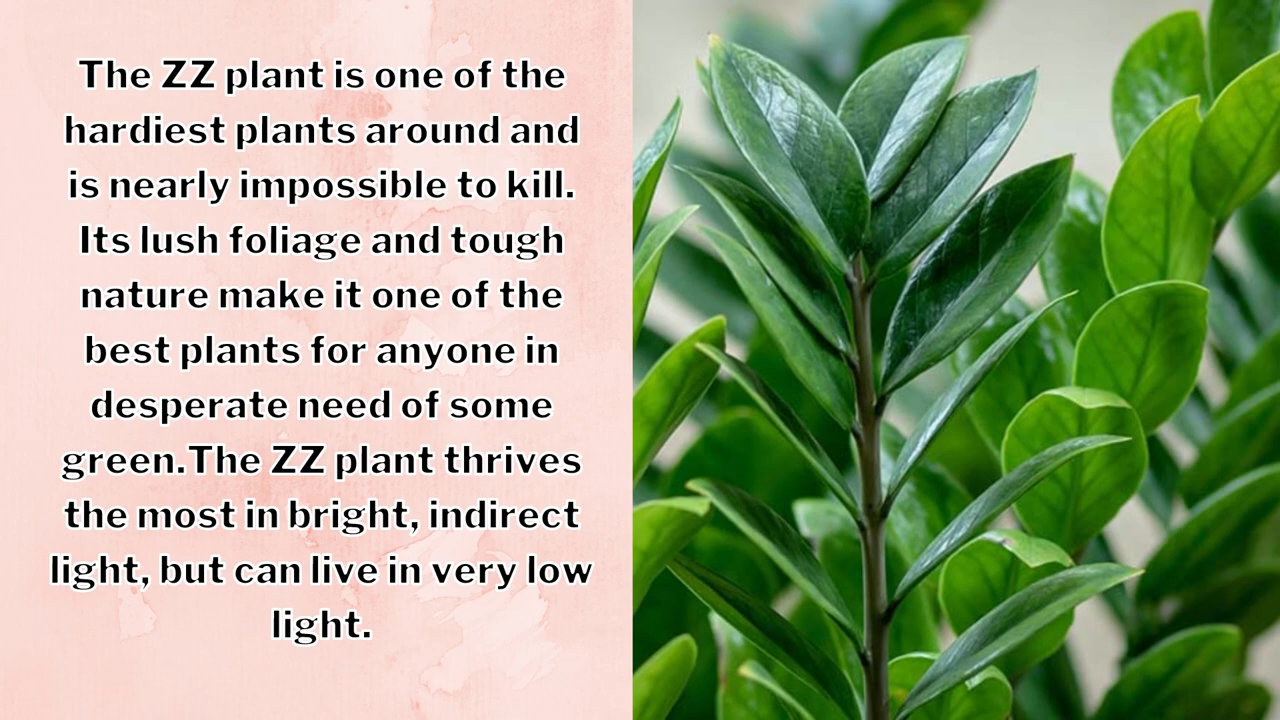 The ZZ plant is one of the
hardiest plants around and
is nearly impossible to kill.
Its lush foliage and tough
nature make it one of the
best plants for anyone in
desperate need of some
green.The ZZ plant thrives
the most in bright, indirect
light, but can live in very low
light.